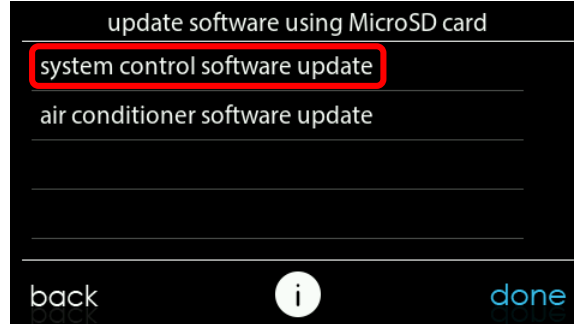 update software using MicroSD card
system control software update
air conditioner software update
back i done